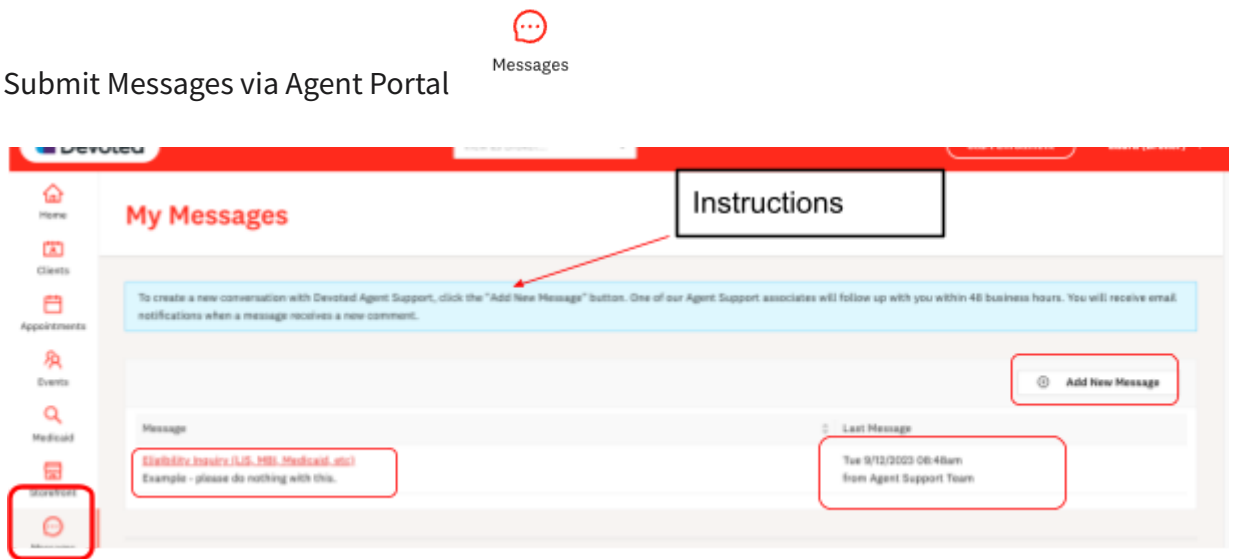 Messages
Submit Messages via Agent Portal
Devoted
Home
My Messages
Instructions
Clients
To create a new conversation with Devoted Agent Support, click the "Add New Message" button. One of our Agent Support associates will follow up with you within 48 business hours. You will receive email
notifications when a message receives a new comment.
Appointments
Events
Add New Message
Medicaid
Message
Last Message
Eligibility Inquiry (LIS, MBI, Medicaid, etc)
Example - please do nothing with this.
Tue 9/12/2023 08:48am
from Agent Support Team
Storefront
Messages